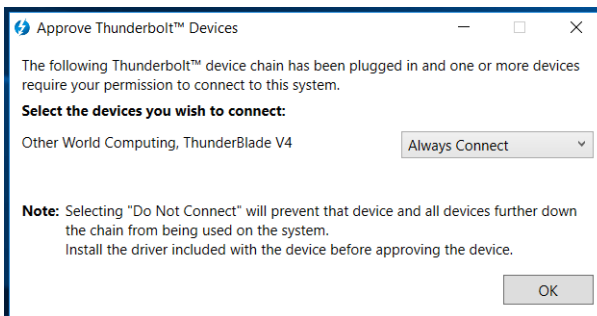 Approve Thunderbolt™ Devices
The following Thunderbolt™ device chain has been plugged in and one or more devices
require your permission to connect to this system.
Select the devices you wish to connect:
Other World Computing, ThunderBlade V4 Always Connect
Note: Selecting "Do Not Connect" will prevent that device and all devices further down
the chain from being used on the system.
Install the driver included with the device before approving the device.
OK